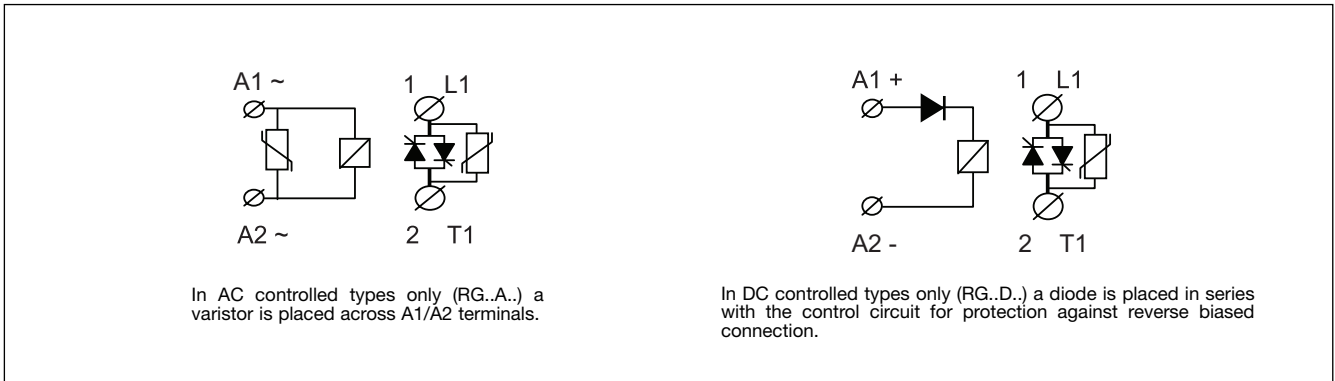 A1 ~
1 L1
A2 ~
2 T1
In AC controlled types only (RG..A..) a
varistor is placed across A1/A2 terminals.
A1 +
1 L1
A2 -
2 T1
In DC controlled types only (RG..D..) a diode is placed in series
with the control circuit for protection against reverse biased
connection.